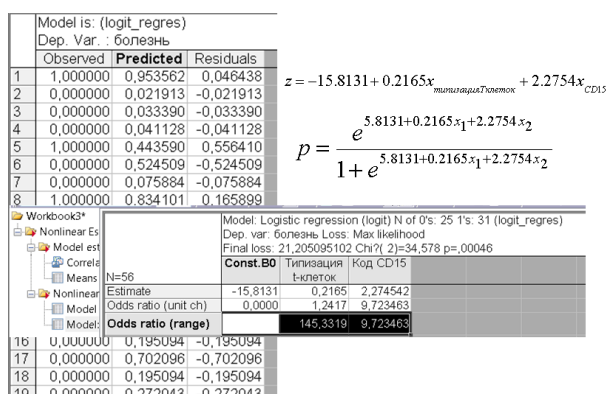 Model is: (logit_regres)
Dep. Var. : болезнь
Observed Predicted Residuals
1 1,000000 0,953562 0,046438
2 0,000000 0,021913 -0,021913
3 0,000000 0,033390 -0,033390
4 0,000000 0,041128 -0,041128
5 1,000000 0,443590 0,556410
6 0,000000 0,524509 -0,524509
7 0,000000 0,075884 -0,075884
8 1,000000 0,834101 0,165899
z = −15.8131 + 0.2165x типизацияТклеток + 2.2754x CD15
p = e^5.8131+0.2165x1+2.2754x2 / 1+e^5.8131+0.2165x1+2.2754x2
Workbook3*
Nonlinear Es
Model est
Correla
Means
Nonlinear
Model
Model:
Model: Logistic regression (logit) N of 0's: 25 1's: 31 (logit_regres)
Dep. var: болезнь Loss: Max likelihood
Final loss: 21,205095102 Chi?( 2)=34,578 p=,00046
N=56 Const.B0 Типизация t-клеток Код CD15
Estimate -15,8131 0,2165 2,274542
Odds ratio (unit ch) 0,0000 1,2417 9,723463
Odds ratio (range) 145,3319 9,723463
16 0,000000 0,195094 -0,195094
17 0,000000 0,702096 -0,702096
18 0,000000 0,195094 -0,195094
19 0,000000 0,272043 -0,272043